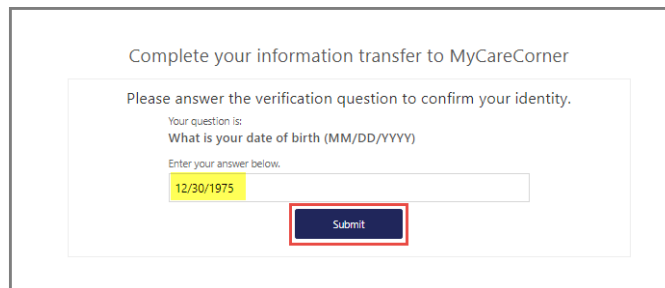 Complete your information transfer to MyCareCorner
Please answer the verification question to confirm your identity.
Your question is:
What is your date of birth (MM/DD/YYYY)
Enter your answer below.
12/30/1975
Submit